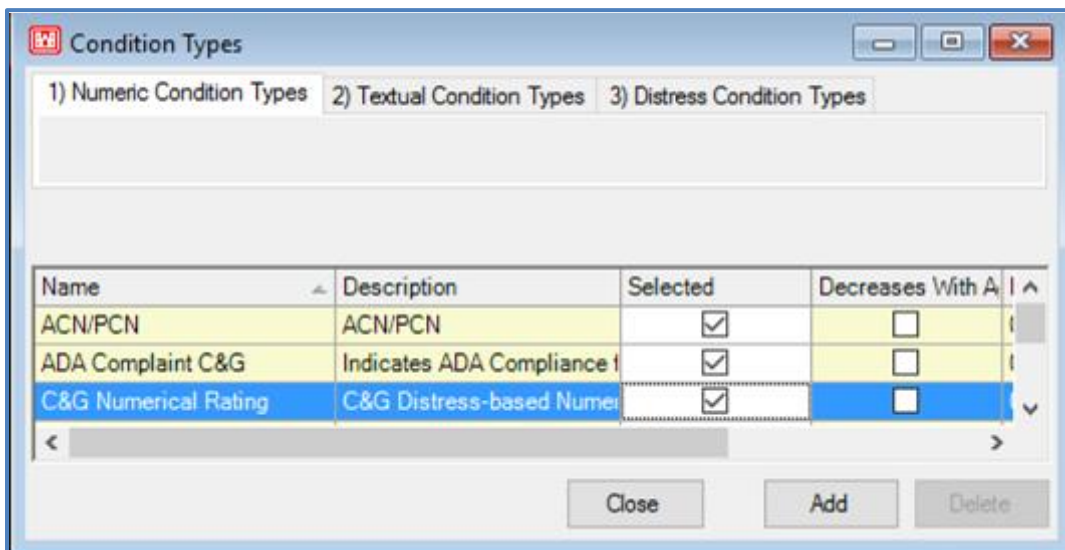 Condition Types
1) Numeric Condition Types 2) Textual Condition Types 3) Distress Condition Types
Name Description Selected Decreases With A
ACN/PCN ACN/PCN
ADA Complaint C&G Indicates ADA Compliance
C&G Numerical Rating C&G Distress-based Numer
Close Add Delete